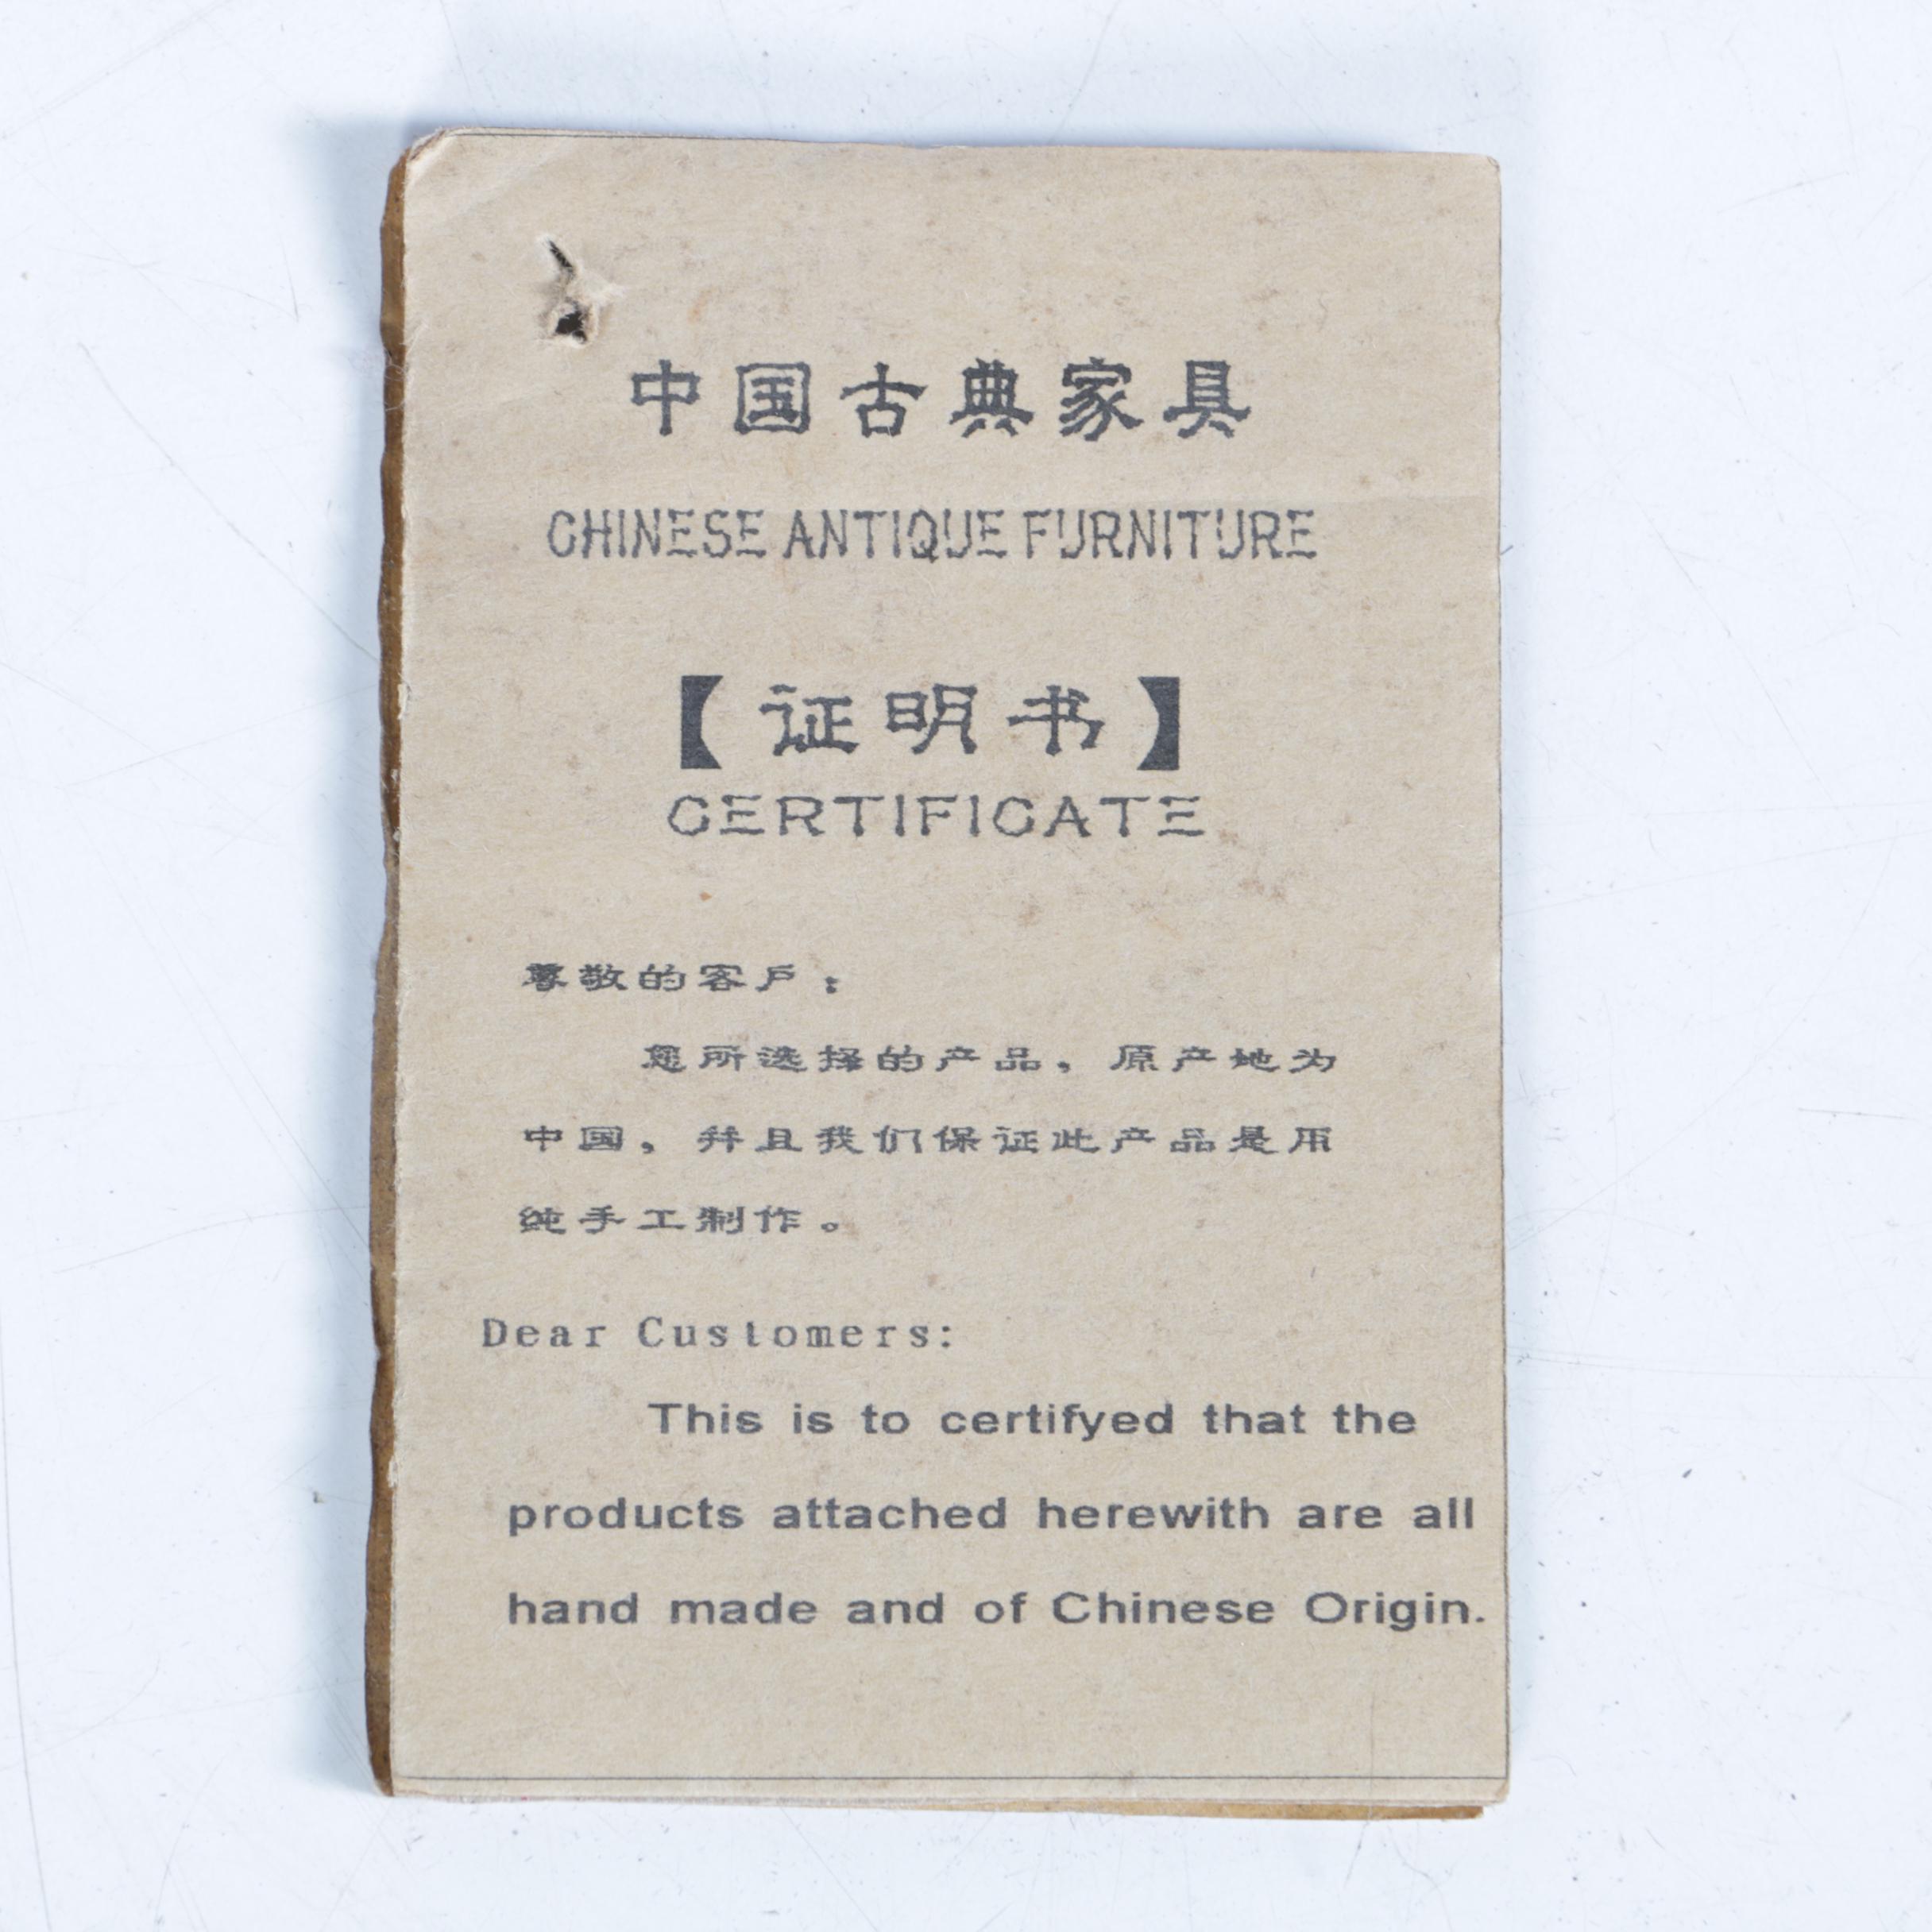 中国古典家具
CHINESE ANTIQUE FURNITURE
【证明书】
CERTIFICATE
尊敬的客户：
您所选择的产品，原产地为
中国，并且我们保证此产品是用
纯手工制作。
Dear Customers:
This is to certifyed that the
products attached herewith are all
hand made and of Chinese Origin.